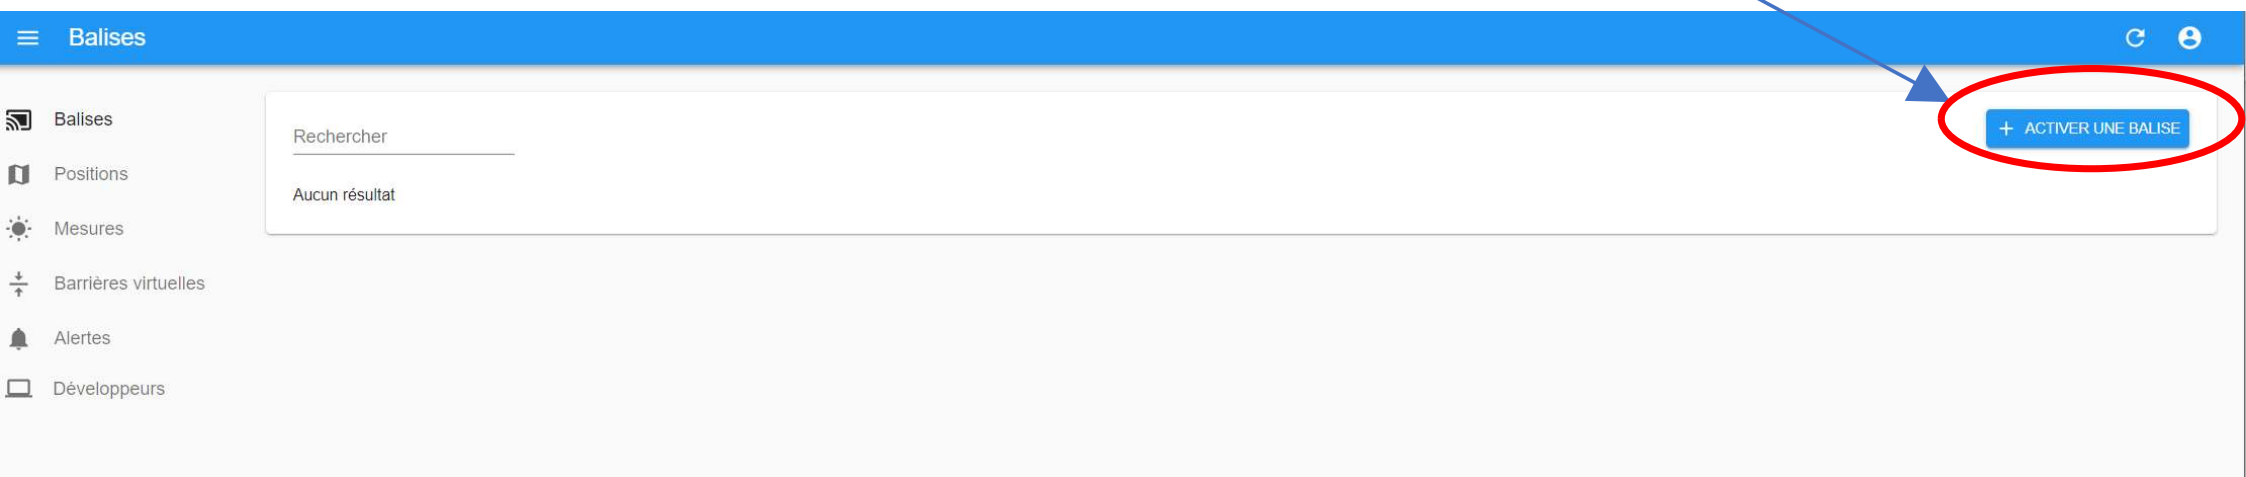 Balises
Balises
Positions
Mesures
Barrières virtuelles
Alertes
Développeurs
Rechercher
Aucun résultat
+ ACTIVER UNE BALISE